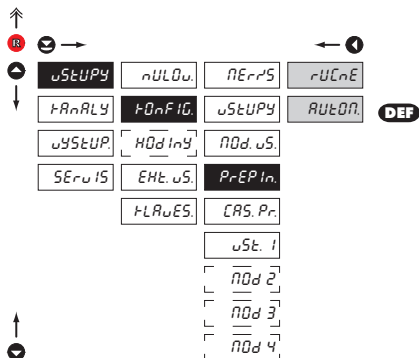 R
VSTUPY NULOV. MER/S RUCNE
KANALY KONFIG. VSTUPY AUTOM. DEF
VYSTUP. HODINY MOD. VS.
SERVIS EXT. VS. PREPIN.
KLAVES. CAS. PR.
VST. 1
MOD 2
MOD 3
MOD 4